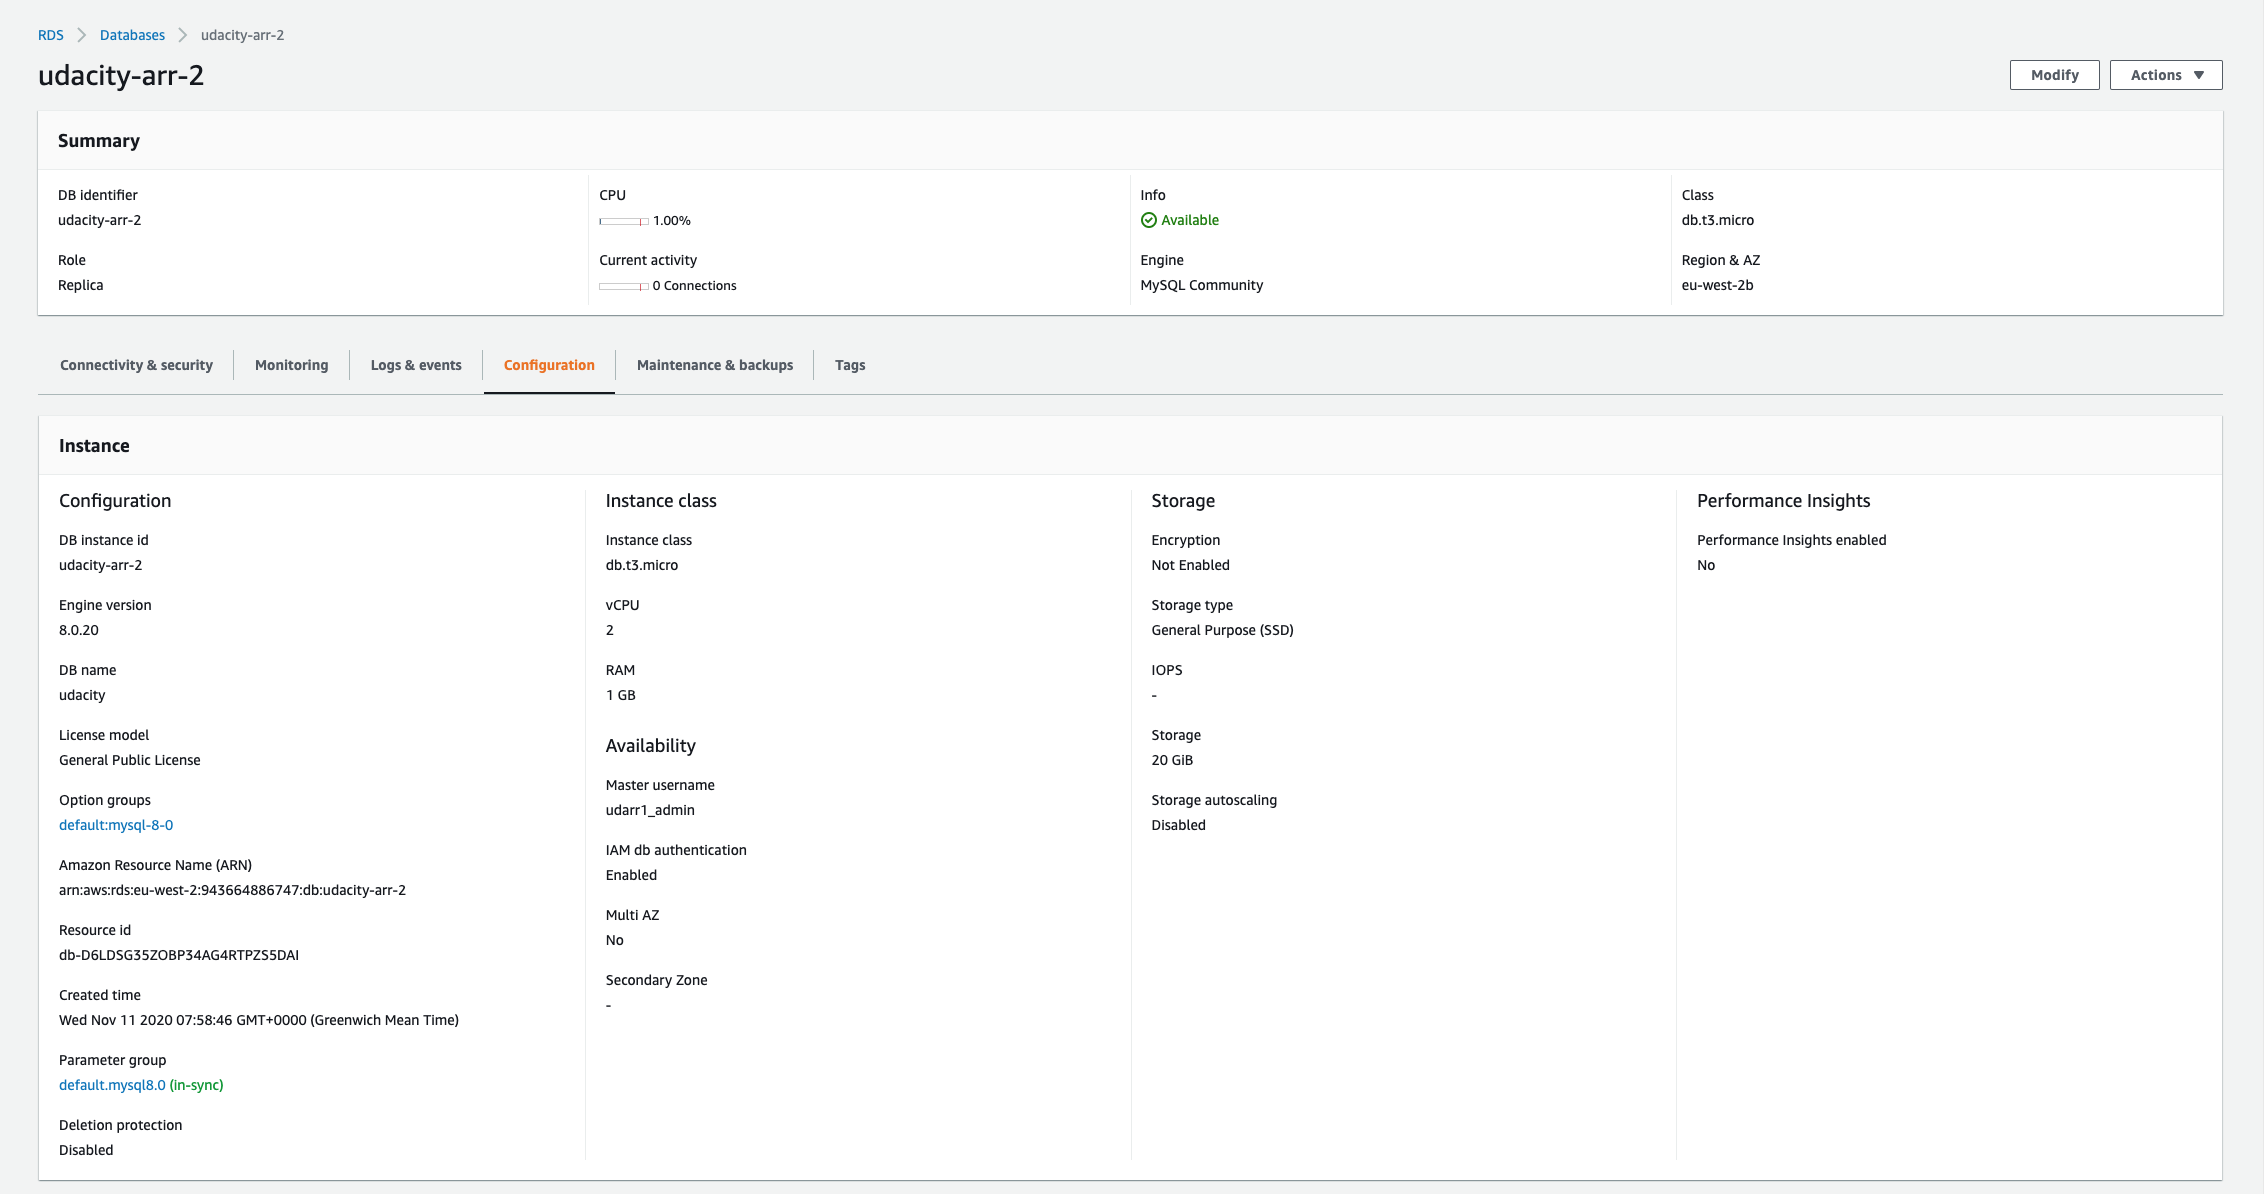 RDS > Databases > udacity-arr-2
udacity-arr-2
Modify
Actions ▼
Summary
DB identifier
udacity-arr-2
CPU
1.00%
Info
Available
Class
db.t3.micro
Role
Replica
Current activity
0 Connections
Engine
MySQL Community
Region & AZ
eu-west-2b
Connectivity & security
Monitoring
Logs & events
Configuration
Maintenance & backups
Tags
Instance
Configuration
DB instance id
udacity-arr-2
Engine version
8.0.20
DB name
udacity
License model
General Public License
Option groups
default:mysql-8-0
Amazon Resource Name (ARN)
arn:aws:rds:eu-west-2:943664886747:db:udacity-arr-2
Resource id
db-D6LDSG35ZOBP34AG4RTPZS5DAI
Created time
Wed Nov 11 2020 07:58:46 GMT+0000 (Greenwich Mean Time)
Parameter group
default.mysql8.0 (in-sync)
Deletion protection
Disabled
Instance class
Instance class
db.t3.micro
vCPU
2
RAM
1 GB
Availability
Master username
udarr1_admin
IAM db authentication
Enabled
Multi AZ
No
Secondary Zone
-
Storage
Encryption
Not Enabled
Storage type
General Purpose (SSD)
IOPS
-
Storage
20 GiB
Storage autoscaling
Disabled
Performance Insights
Performance Insights enabled
No